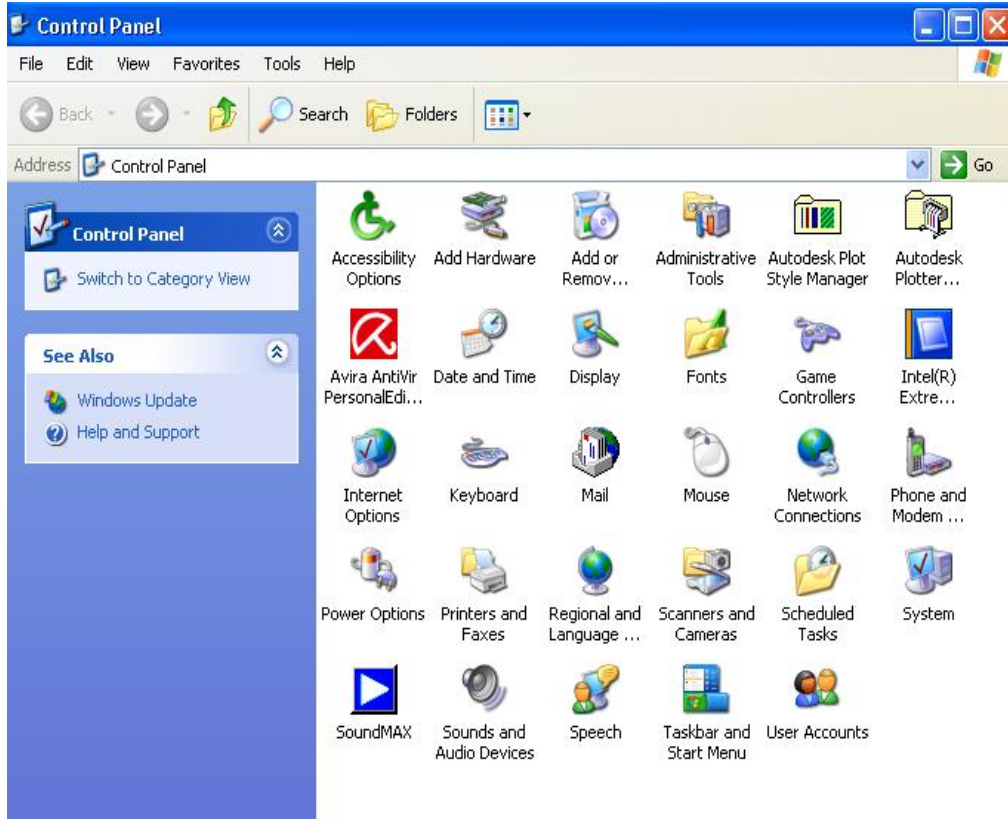 Control Panel
File Edit View Favorites Tools Help
Back Search Folders
Address Control Panel Go
Control Panel
Switch to Category View
See Also
Windows Update
Help and Support
Accessibility Options
Add Hardware
Add or Remov...
Administrative Tools
Autodesk Plot Style Manager
Autodesk Plotter...
Avira AntiVir PersonalEdi...
Date and Time
Display
Fonts
Game Controllers
Intel(R) Extre...
Internet Options
Keyboard
Mail
Mouse
Network Connections
Phone and Modem ...
Power Options
Printers and Faxes
Regional and Language ...
Scanners and Cameras
Scheduled Tasks
System
SoundMAX
Sounds and Audio Devices
Speech
Taskbar and Start Menu
User Accounts